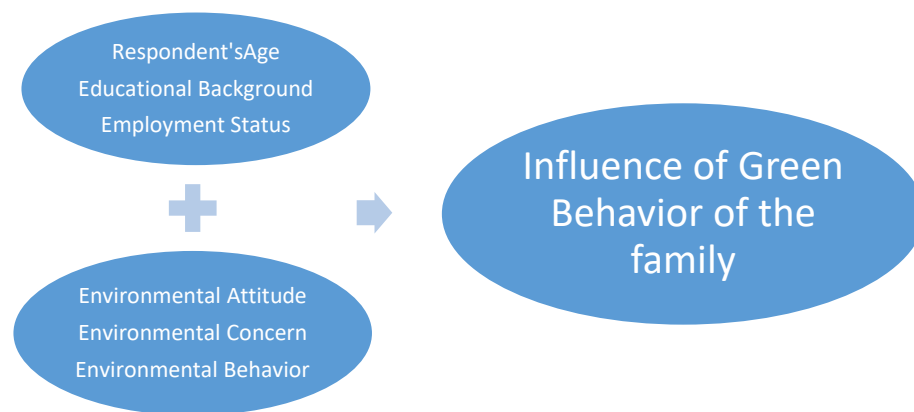 Respondent'sAge
Educational Background
Employment Status
Influence of Green
Behavior of the
family
Environmental Attitude
Environmental Concern
Environmental Behavior